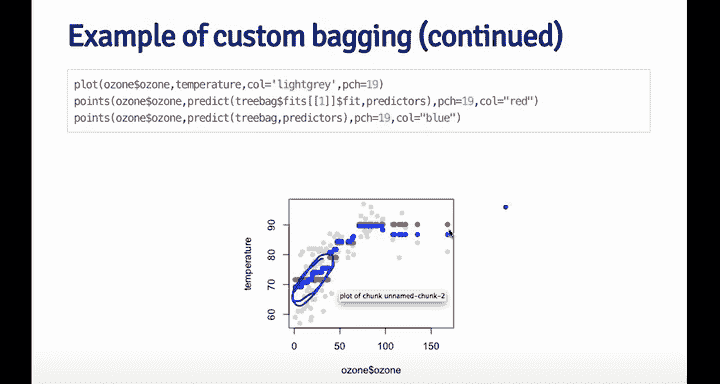 Example of custom bagging (continued)
plot(ozone$ozone,temperature,col='lightgrey',pch=19)
points(ozone$ozone,predict(treebag$fits[[1]]$fit,predictors),pch=19,col="red")
points(ozone$ozone,predict(treebag,predictors),pch=19,col="blue")
90
80
70
60
temperature
plot of chunk unnamed-chunk-2
0 50 100 150
ozone$ozone